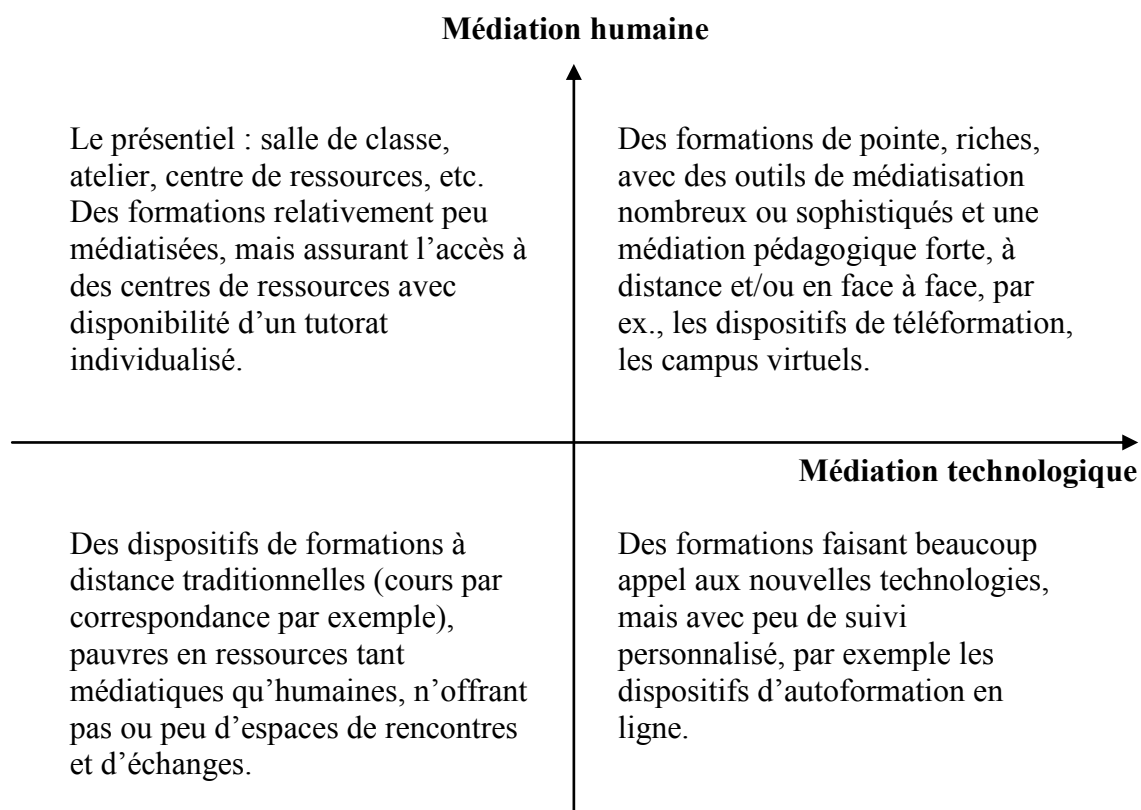 Médiation humaine
Le présentiel : salle de classe,
atelier, centre de ressources, etc.
Des formations relativement peu
médiatisées, mais assurant l’accès à
des centres de ressources avec
disponibilité d’un tutorat
individualisé.
Des formations de pointe, riches,
avec des outils de médiatisation
nombreux ou sophistiqués et une
médiation pédagogique forte, à
distance et/ou en face à face, par
ex., les dispositifs de téléformation,
les campus virtuels.
Médiation technologique
Des dispositifs de formations à
distance traditionnelles (cours par
correspondance par exemple),
pauvres en ressources tant
médiatiques qu’humaines, n’offrant
pas ou peu d’espaces de rencontres
et d’échanges.
Des formations faisant beaucoup
appel aux nouvelles technologies,
mais avec peu de suivi
personnalisé, par exemple les
dispositifs d’autoformation en
ligne.